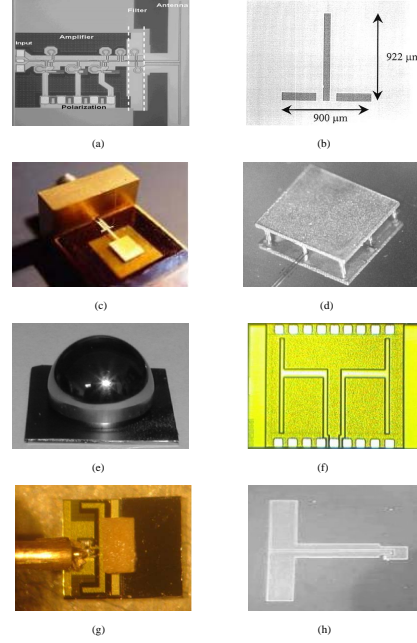 Antenna
Filter
Amplifier
Input
Polarization
922 µm
900 µm
(a)
(b)
(c)
(d)
(e)
(f)
(g)
(h)